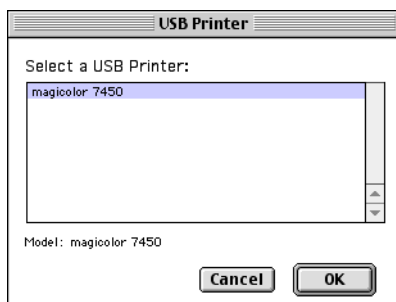 USB Printer
Select a USB Printer:
magicolor 7450
Model: magicolor 7450
Cancel
OK